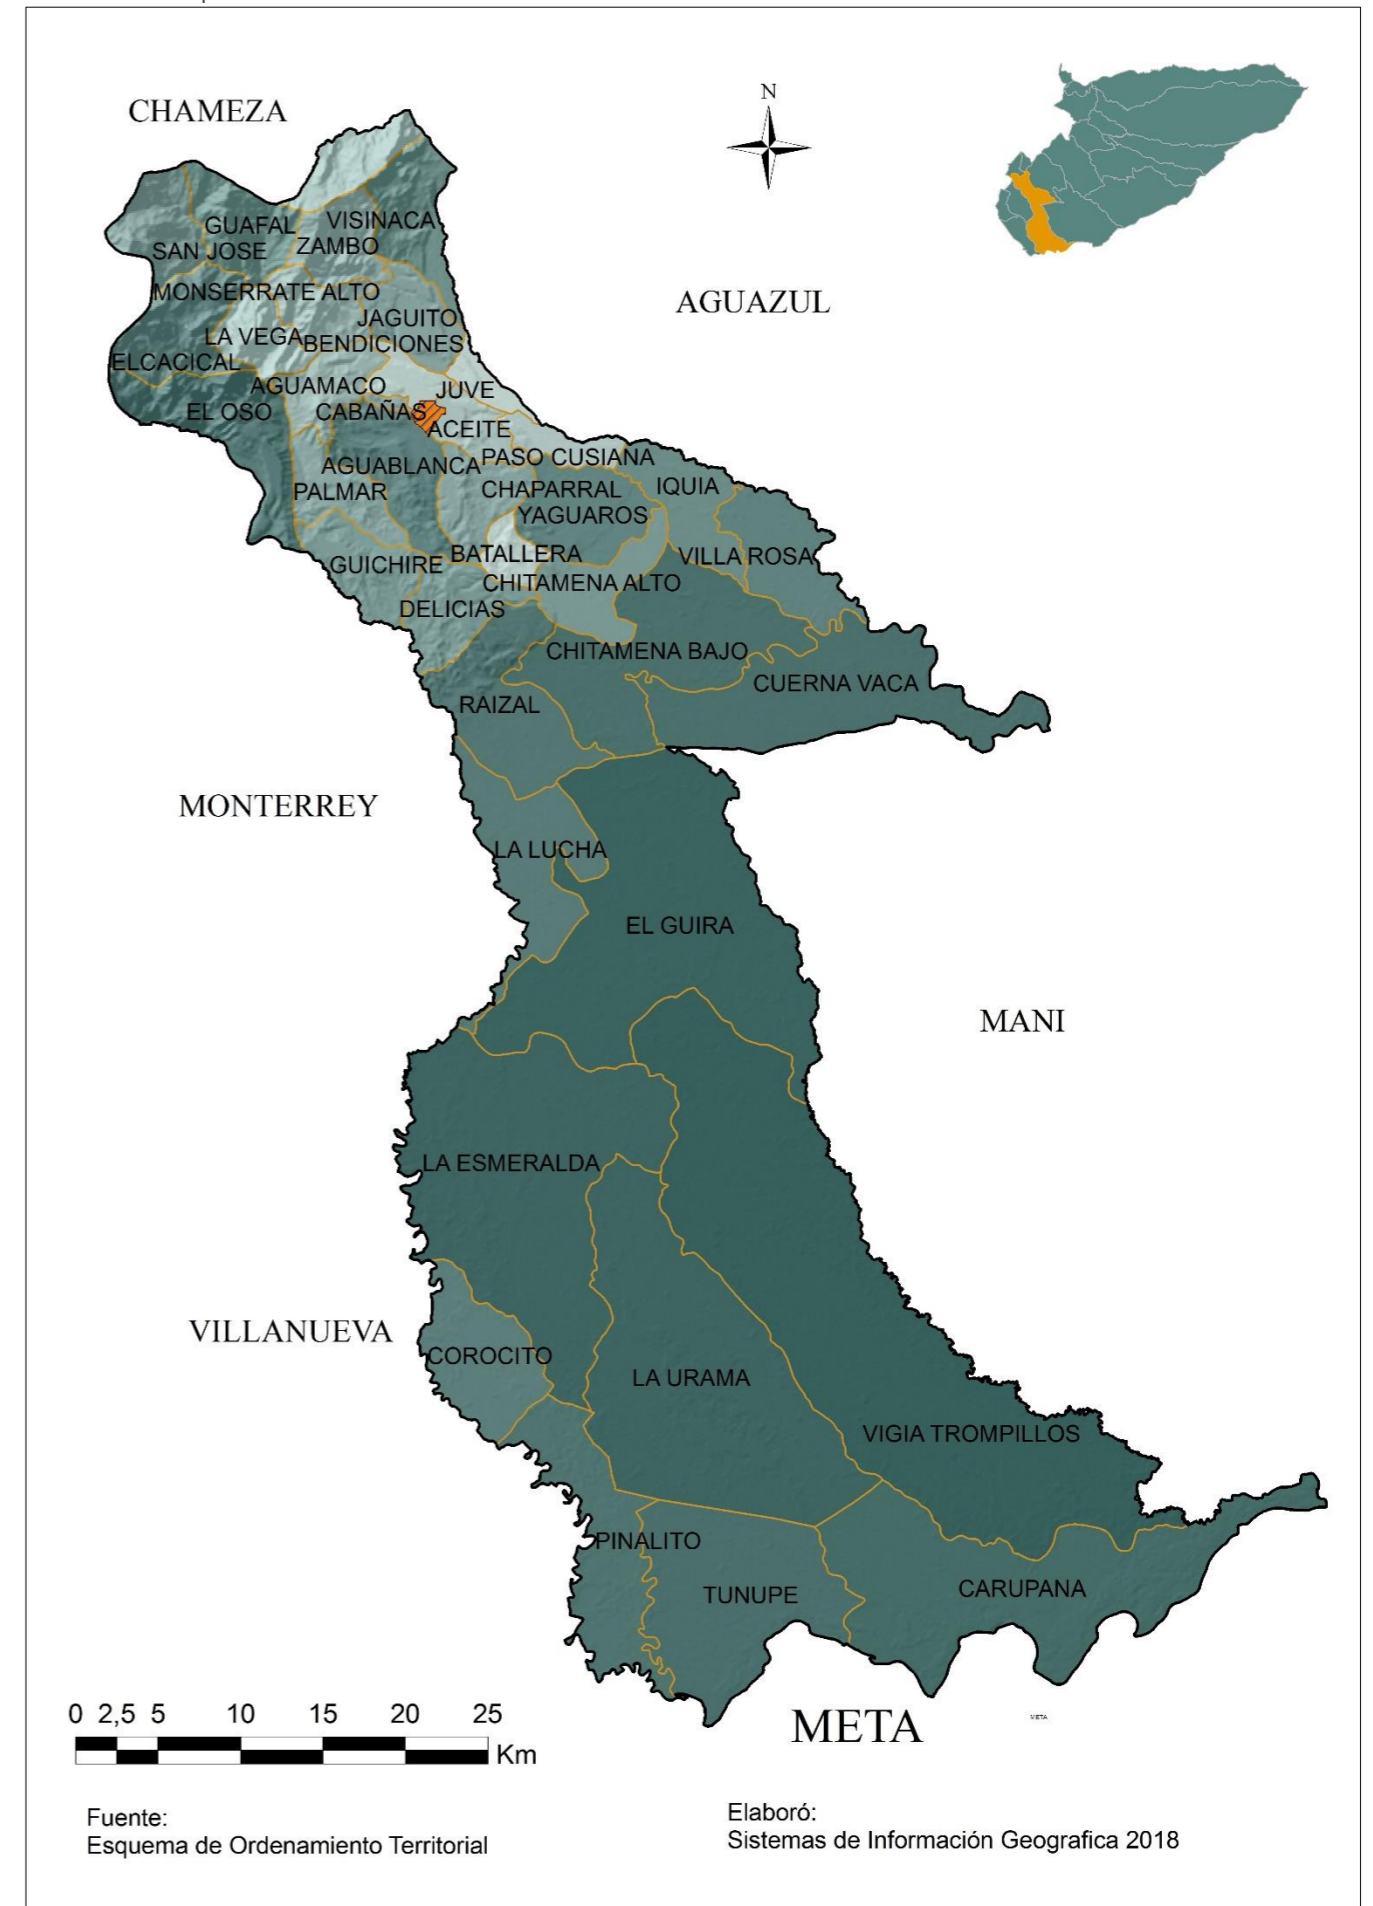 N
CHAMEZA
AGUAZUL
VISINACA
GUAFAL
ZAMBO
SAN JOSE
MONSERRATE ALTO
JAGUITO
LA VEGA
BENDICIONES
ELCACICAL
AGUAMACO
JUVE
EL OSO
CABAÑAS
ACEITE
PASO CUSIANA
AGUABLANCA
PALMAR
CHAPARRAL
IQUIA
YAGUAROS
BATALLERA
VILLA ROSA
GUICHIRE
CHITAMENA ALTO
DELICIAS
CHITAMENA BAJO
CUERNA VACA
RAIZAL
MONTERREY
LA LUCHA
EL GUIRA
MANI
LA ESMERALDA
VILLANUEVA
COROCITO
LA URAMA
VIGIA TROMPILLOS
PINALITO
TUNUPE
CARUPANA
META
META
0 2,5 5 10 15 20 25
Km
Fuente:
Esquema de Ordenamiento Territorial
Elaboró:
Sistemas de Información Geografica 2018